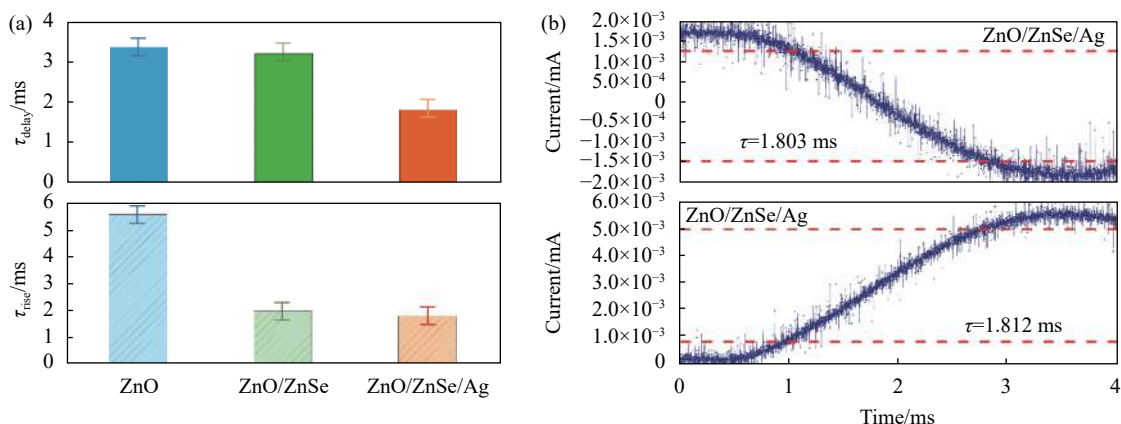 (a)
4
3
2
1
0
τdelay/ms
6
5
4
3
2
1
0
τrise/ms
ZnO
ZnO/ZnSe
ZnO/ZnSe/Ag
(b)
2.0×10⁻³
1.5×10⁻³
1.0×10⁻³
5.0×10⁻⁴
0
−0.5×10⁻⁴
−1.0×10⁻³
−1.5×10⁻³
−2.0×10⁻³
Current/mA
ZnO/ZnSe/Ag
τ=1.803 ms
6.0×10⁻³
5.0×10⁻³
4.0×10⁻³
3.0×10⁻³
2.0×10⁻³
1.0×10⁻³
0
Current/mA
ZnO/ZnSe/Ag
τ=1.812 ms
0 1 2 3 4
Time/ms